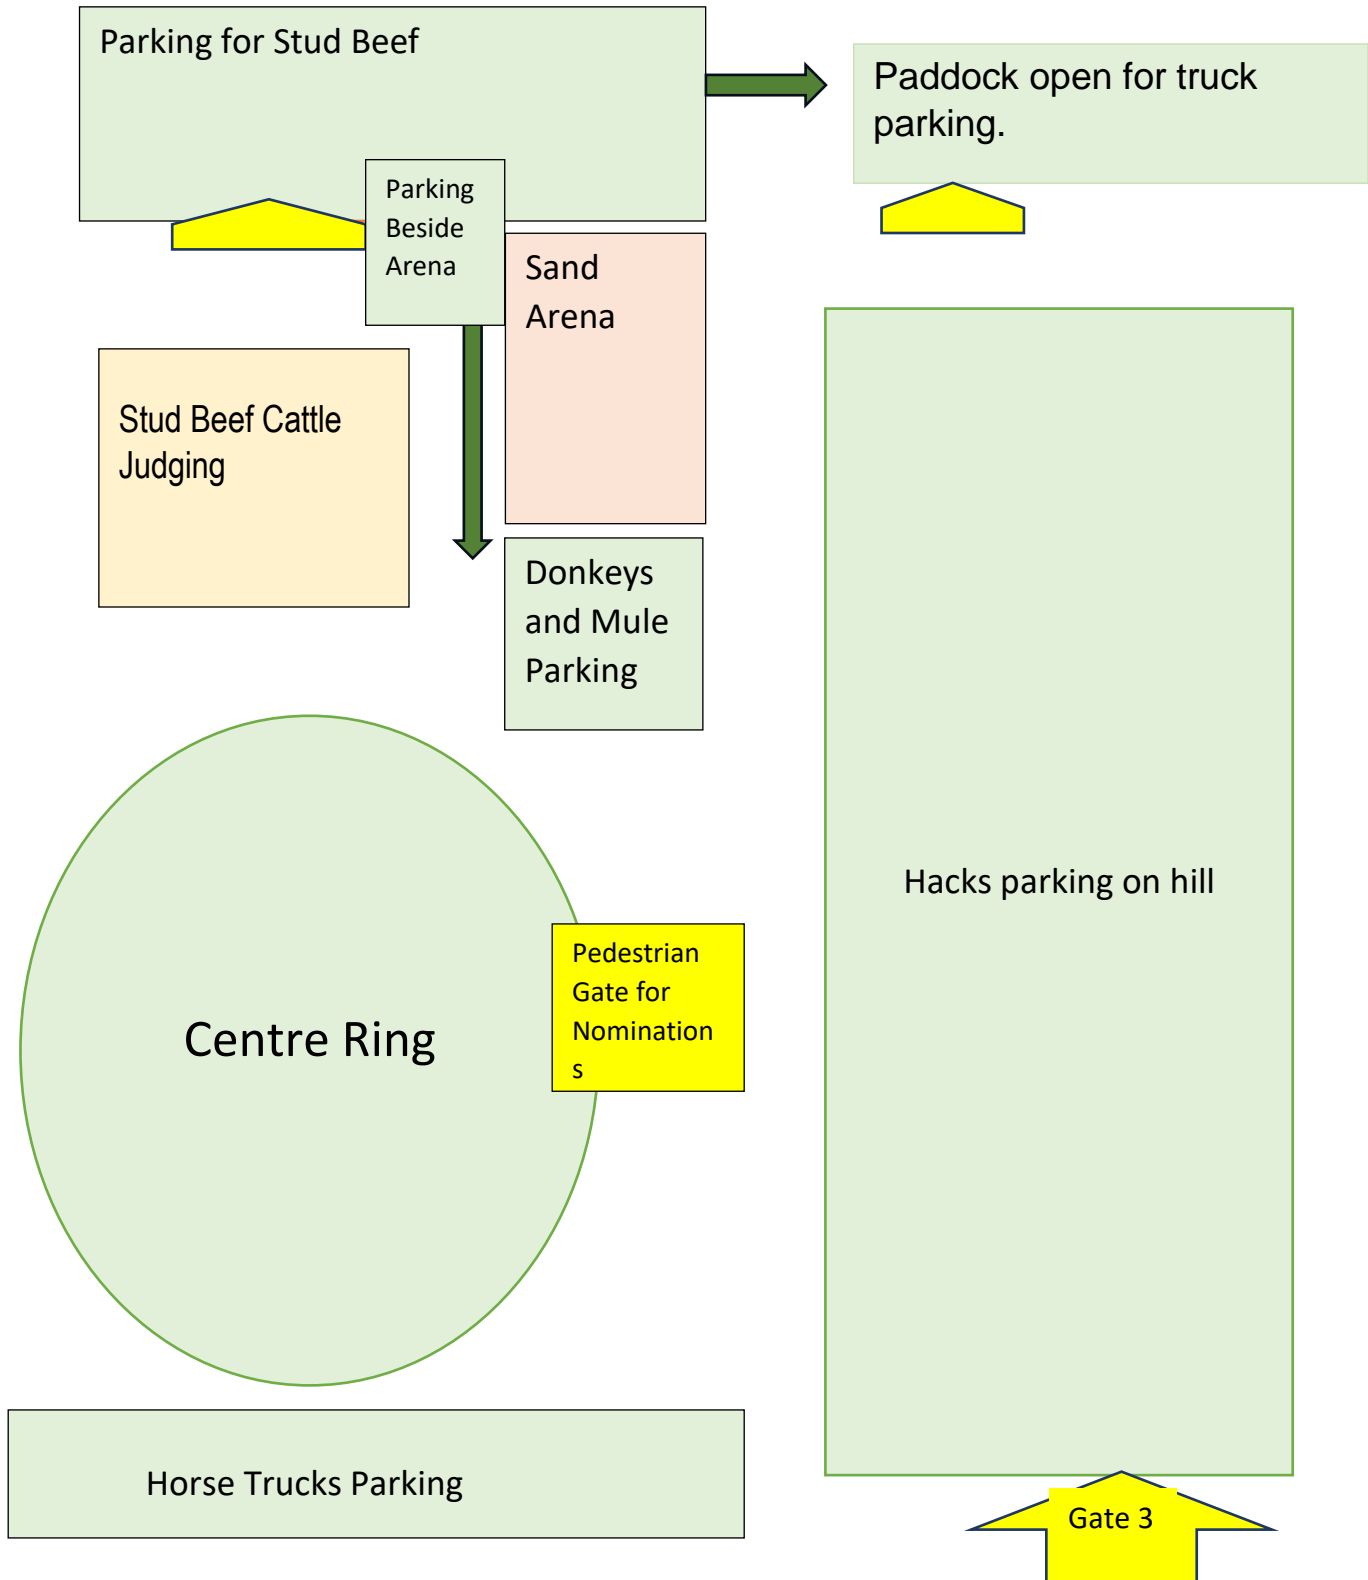 Parking for Stud Beef
Paddock open for truck
parking.
Parking
Beside
Arena
Sand
Arena
Stud Beef Cattle
Judging
Donkeys
and Mule
Parking
Hacks parking on hill
Pedestrian
Gate for
Nomination
s
Centre Ring
Horse Trucks Parking
Gate 3